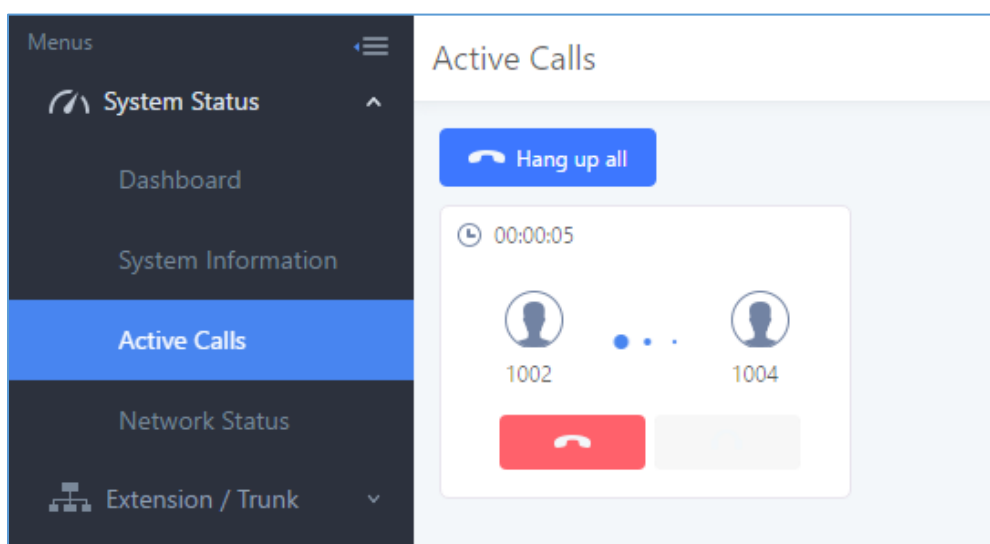 Menus
System Status
Dashboard
System Information
Active Calls
Network Status
Extension / Trunk
Active Calls
Hang up all
00:00:05
1002
1004